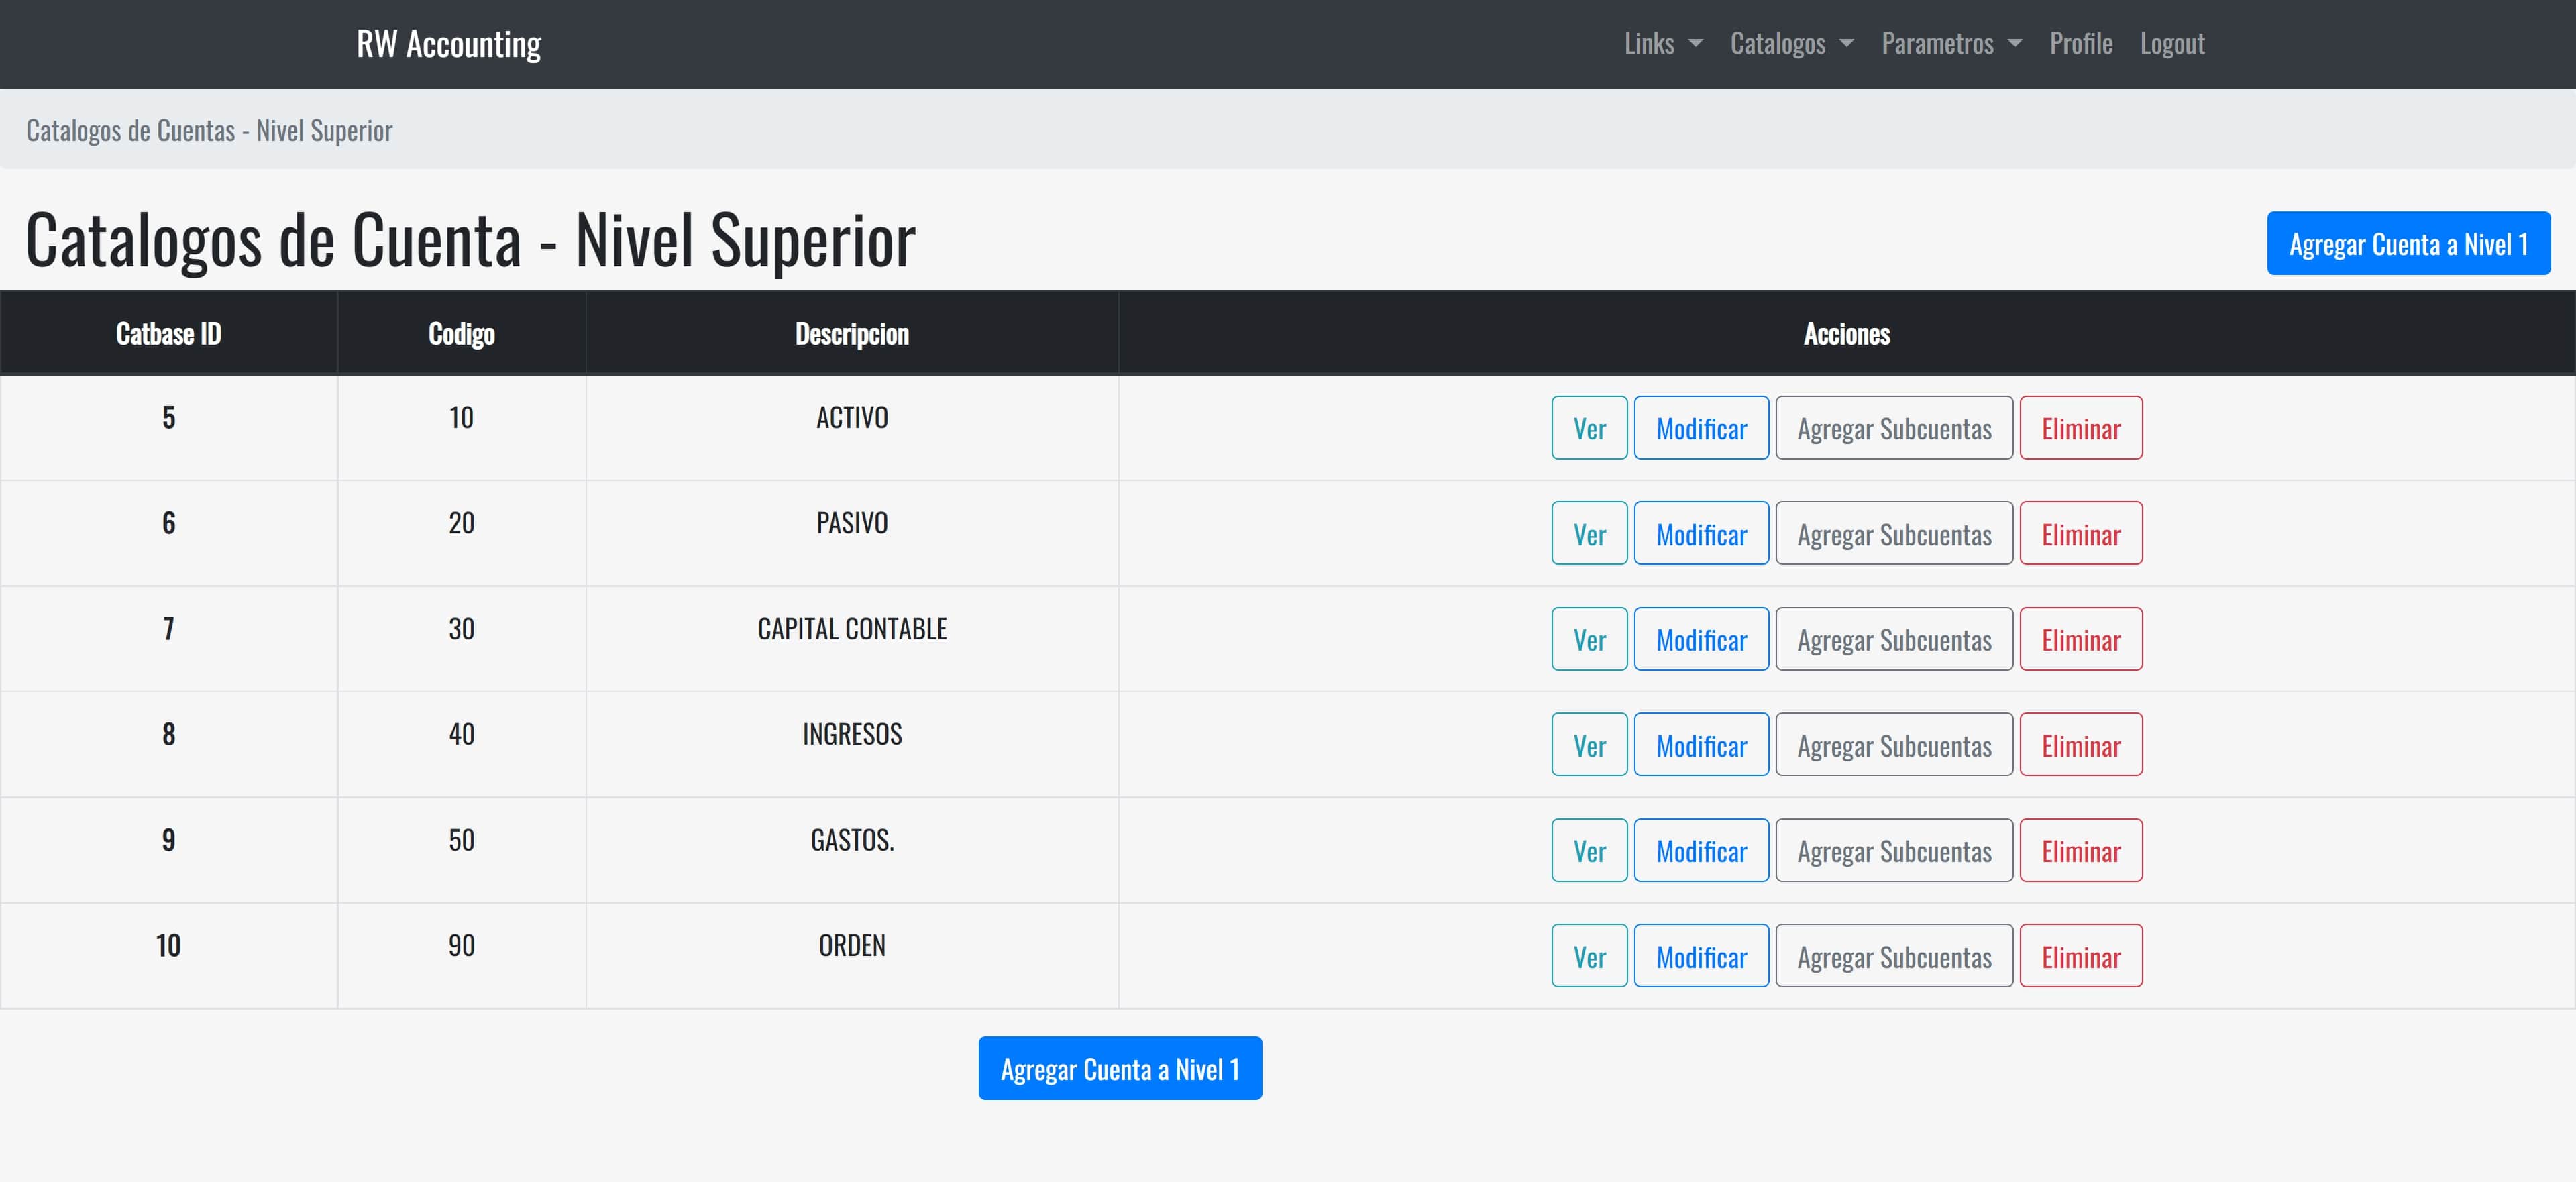 RW Accounting Links Catalogos Parametros Profile Logout
Catalogos de Cuentas - Nivel Superior
Catalogos de Cuenta - Nivel Superior Agregar Cuenta a Nivel 1
Catbase ID Codigo Descripcion Acciones
5 10 ACTIVO Ver Modificar Agregar Subcuentas Eliminar
6 20 PASIVO Ver Modificar Agregar Subcuentas Eliminar
7 30 CAPITAL CONTABLE Ver Modificar Agregar Subcuentas Eliminar
8 40 INGRESOS Ver Modificar Agregar Subcuentas Eliminar
9 50 GASTOS. Ver Modificar Agregar Subcuentas Eliminar
10 90 ORDEN Ver Modificar Agregar Subcuentas Eliminar
Agregar Cuenta a Nivel 1